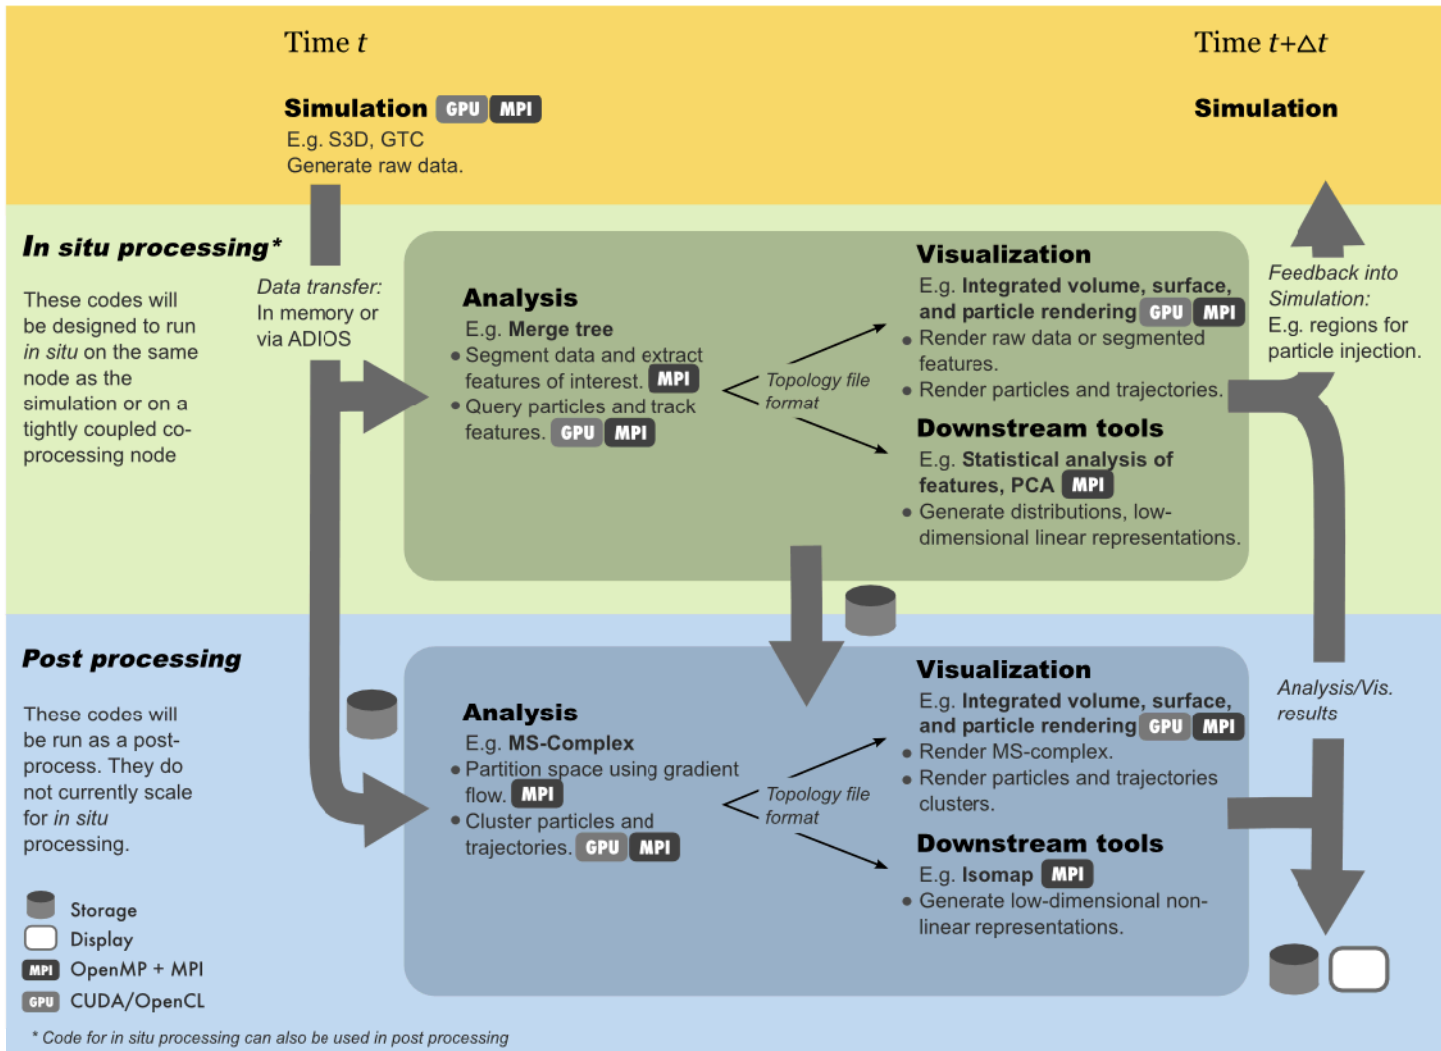 Time t
Time t+Δt
Simulation GPU MPI
E.g. S3D, GTC
Generate raw data.
Simulation
In situ processing*
These codes will
be designed to run
in situ on the same
node as the
simulation or on a
tightly coupled co-
processing node
Data transfer:
In memory or
via ADIOS
Analysis
E.g. Merge tree
• Segment data and extract
features of interest. MPI
• Query particles and track
features. GPU MPI
Topology file
format
Visualization
E.g. Integrated volume, surface,
and particle rendering GPU MPI
• Render raw data or segmented
features.
• Render particles and trajectories.
Downstream tools
E.g. Statistical analysis of
features, PCA MPI
• Generate distributions, low-
dimensional linear representations.
Feedback into
Simulation:
E.g. regions for
particle injection.
Post processing
These codes will
be run as a post-
process. They do
not currently scale
for in situ
processing.
Analysis
E.g. MS-Complex
• Partition space using gradient
flow. MPI
• Cluster particles and
trajectories. GPU MPI
Topology file
format
Visualization
E.g. Integrated volume, surface,
and particle rendering GPU MPI
• Render MS-complex.
• Render particles and trajectories
clusters.
Downstream tools
E.g. Isomap MPI
• Generate low-dimensional non-
linear representations.
Analysis/Vis.
results
Storage
Display
MPI OpenMP + MPI
GPU CUDA/OpenCL
* Code for in situ processing can also be used in post processing